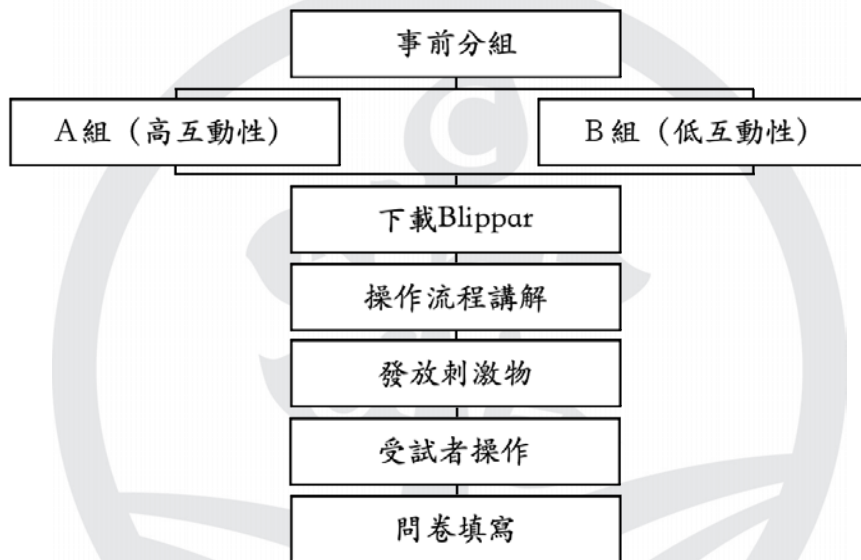 事前分組
A組（高互動性）
B組（低互動性）
下載Blippar
操作流程講解
發放刺激物
受試者操作
問卷填寫